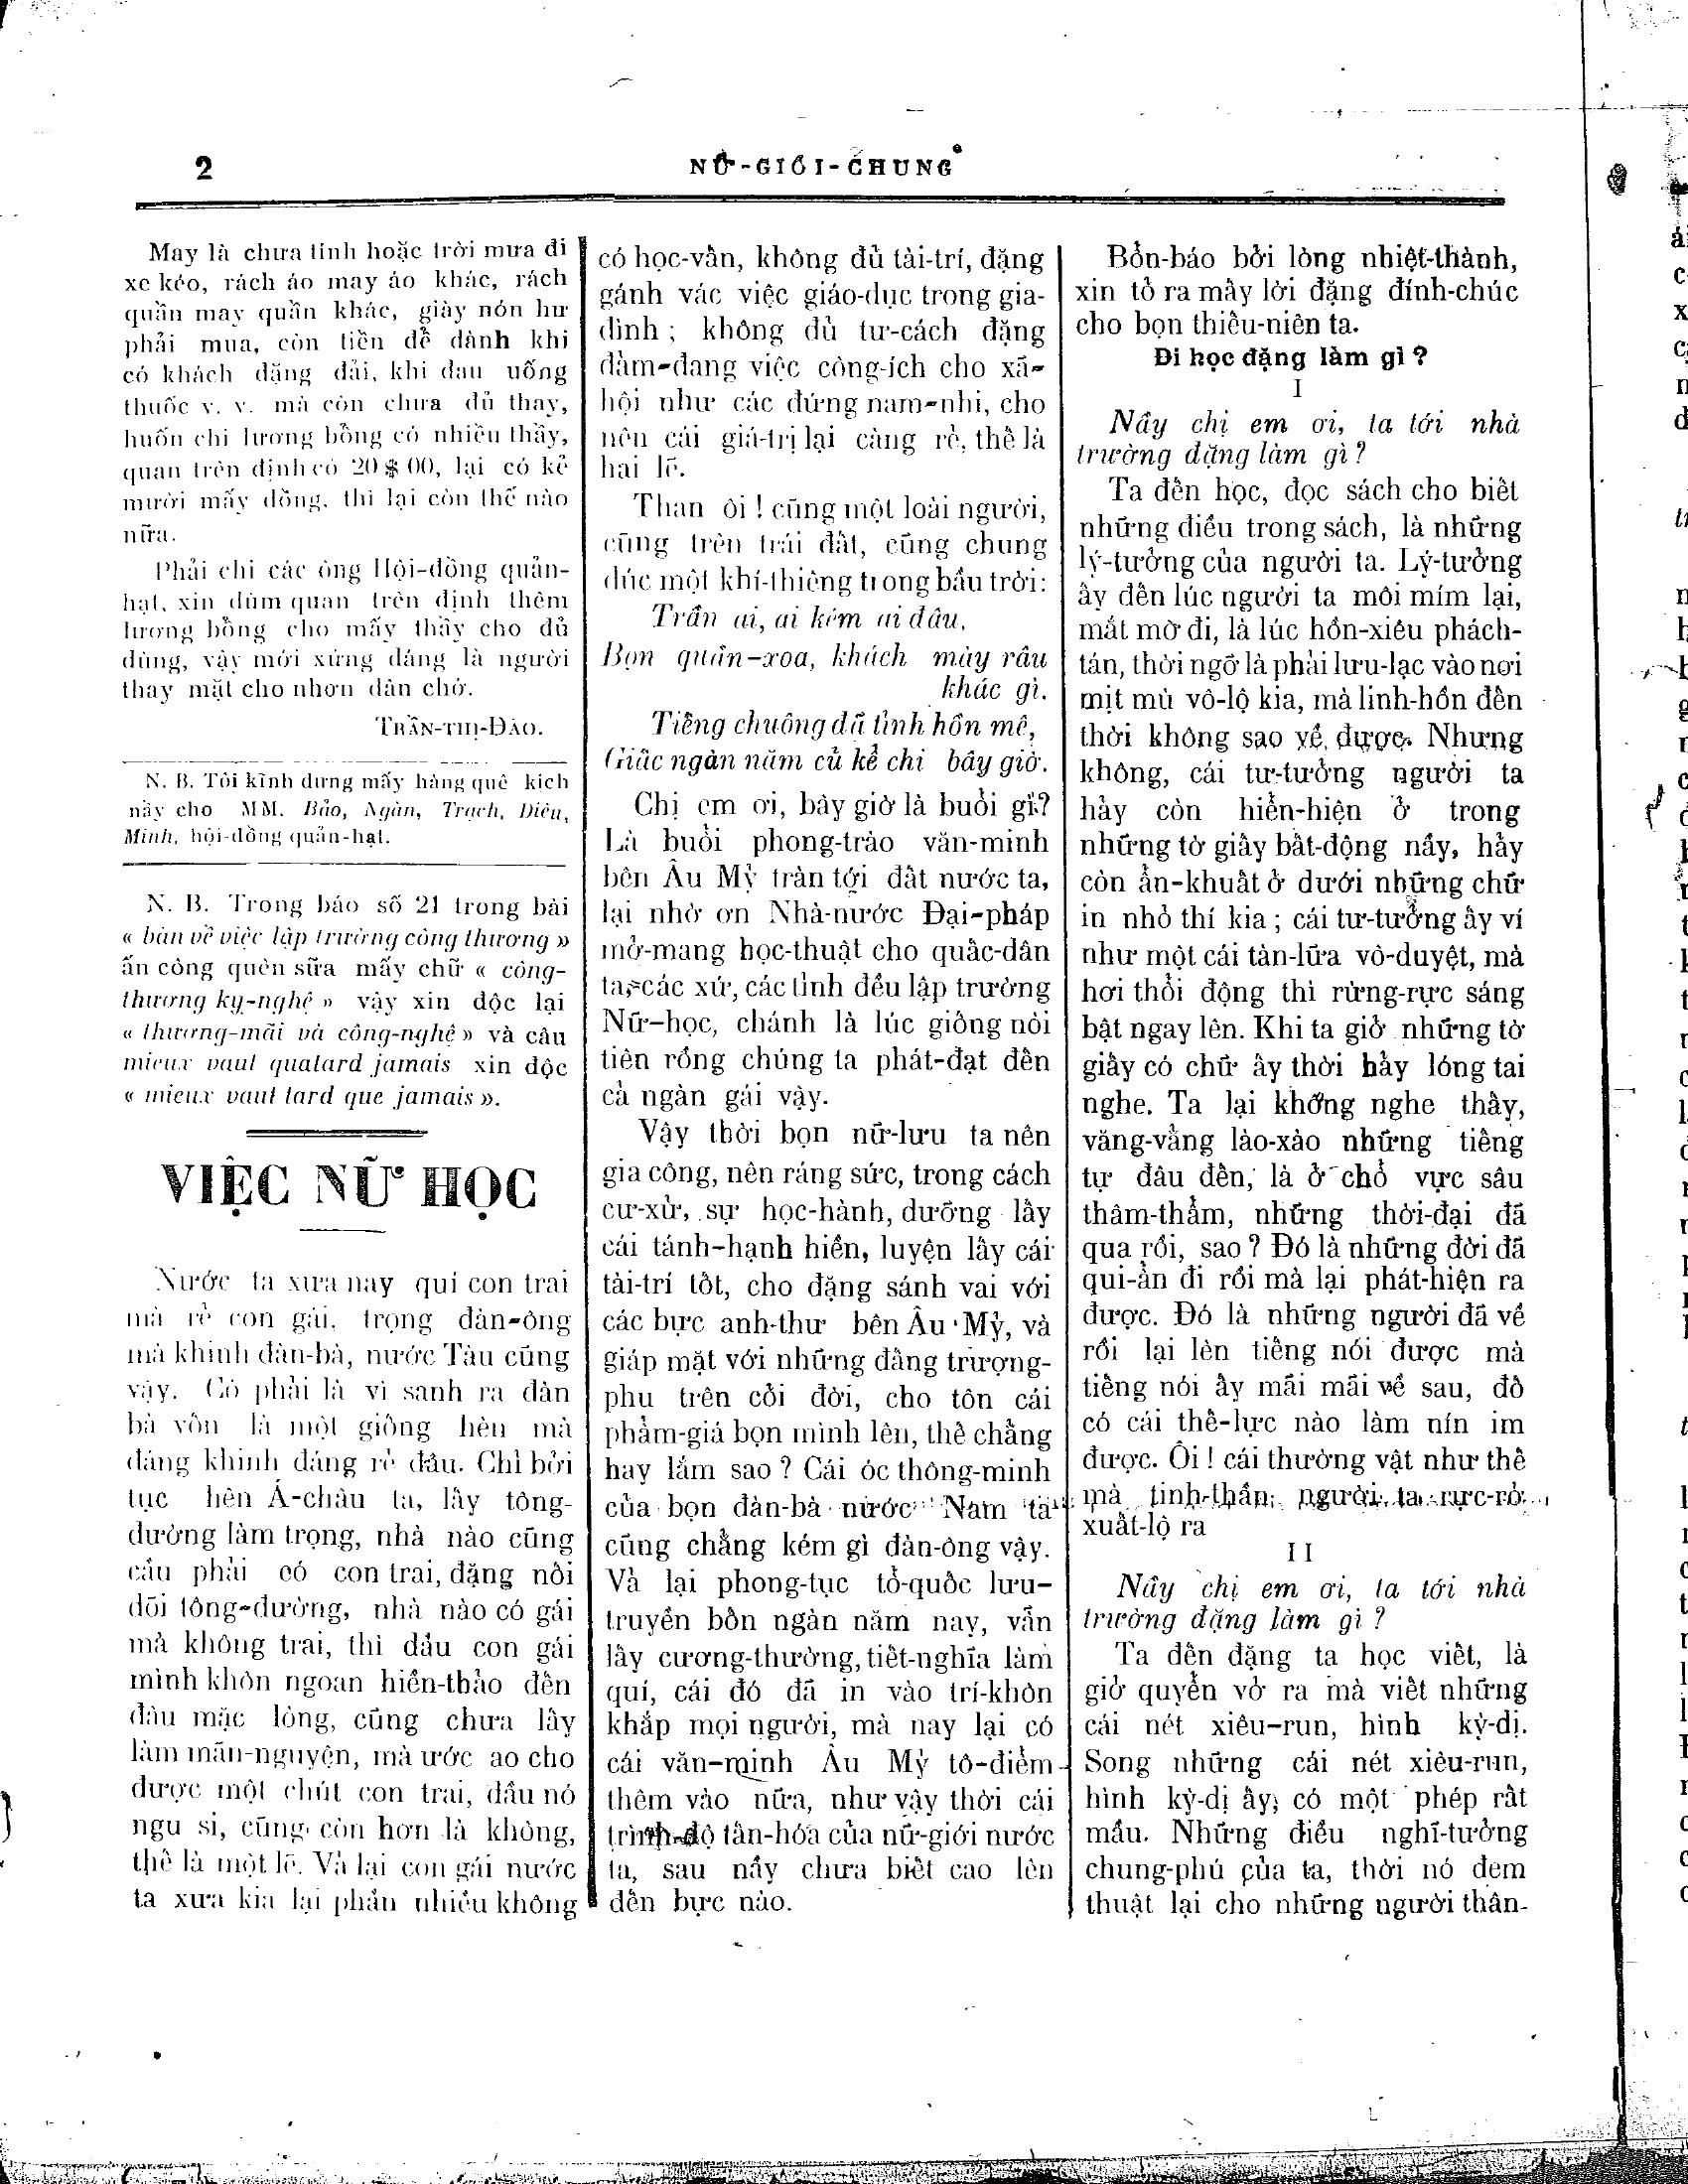 2
NỮ-GIỚI-CHUNG
May là chưa tính hoặc trời mưa đi
xe kéo, rách áo may áo khác, rách
quần may quần khác, giày nón hư
phải mua, còn tiền để dành khi
có khách đặng đải, khi đau uống
thuốc v. v. mà còn chưa đủ thay,
huốn chi lương bổng có nhiều thầy,
quan trên định có 20 $ 00, lại có kẻ
mười mấy đồng, thì lại còn thế nào
nữa.
Phải chi các ông Hội-đồng quản-
hạt, xin dùm quan trên định thêm
lương bổng cho mấy thầy cho đủ
dùng, vậy mới xứng đáng là người
thay mặt cho nhơn dân chớ.
TRẦN-THỊ-ĐÀO.
N. B. Tôi kính dưng mấy hàng quê kịch
nầy cho MM. Bảo, Ngàn, Trạch, Diêu,
Minh, hội-đồng quản-hạt.
N. B. Trong báo số 21 trong bài
« bàn về việc lập trường công thương »
ấn công quên sữa mấy chữ « công-
thương kỵ-nghệ » vậy xin độc lại
« thương-mãi và công-nghệ » và câu
mieux vaut quatard jamais xin độc
« mieux vaut tard que jamais ».
VIỆC NỮ HỌC
Nước ta xưa nay quí con trai
mà rẻ con gái, trọng đàn-ông
mà khinh đàn-bà, nước Tàu cũng
vậy. Có phải là vì sanh ra đàn
bà vốn là một giống hèn mà
đáng khinh đáng rẻ đâu. Chỉ bởi
tục bên Á-châu ta, lấy tông-
đường làm trọng, nhà nào cũng
cầu phải có con trai, đặng nối
dõi tông-đường, nhà nào có gái
mà không trai, thì dầu con gái
mình khôn ngoan hiền-thảo đến
đâu mặc lòng, cũng chưa lấy
làm mãn-nguyện, mà ước ao cho
được một chút con trai, dầu nó
ngu si, cũng còn hơn là không,
thế là một lẽ. Vả lại con gái nước
ta xưa kia lại phần nhiều không
có học-vấn, không đủ tài-trí, đặng
gánh vác việc giáo-dục trong gia-
đình ; không đủ tư-cách đặng
đảm-đang việc công-ích cho xã-
hội như các đứng nam-nhi, cho
nên cái giá-trị lại càng rẻ, thế là
hai lẽ.
Than ôi ! cũng một loài người,
cũng trên trái đất, cũng chung
đúc một khí-thiêng trong bầu trời:
Trần ai, ai kém ai đâu,
Bọn quần-xoa, khách mày râu
khác gì.
Tiếng chuông đã tỉnh hồn mê,
Giấc ngàn năm củ kể chi bây giờ.
Chị em ơi, bây giờ là buổi gì?
Là buổi phong-trào văn-minh
bên Âu Mỹ tràn tới đất nước ta,
lại nhờ ơn Nhà-nước Đại-pháp
mở-mang học-thuật cho quấc-dân
ta, các xứ, các tỉnh đều lập trường
Nữ-học, chánh là lúc giống nòi
tiên rồng chúng ta phát-đạt đến
cả ngàn gái vậy.
Vậy thời bọn nữ-lưu ta nên
gia công, nên ráng sức, trong cách
cư-xử, sự học-hành, dưỡng lấy
cái tánh-hạnh hiền, luyện lấy cái
tài-trí tốt, cho đặng sánh vai với
các bực anh-thư bên Âu Mỹ, và
giáp mặt với những đấng trượng-
phu trên cỏi đời, cho tôn cái
phẩm-giá bọn mình lên, thế chẳng
hay lắm sao ? Cái óc thông-minh
của bọn đàn-bà nước Nam ta
cũng chẳng kém gì đàn-ông vậy.
Vả lại phong-tục tổ-quốc lưu-
truyền bốn ngàn năm nay, vẫn
lấy cương-thường, tiết-nghĩa làm
quí, cái đó đã in vào trí-khôn
khắp mọi người, mà nay lại có
cái văn-minh Âu Mỹ tô-điểm
thêm vào nữa, như vậy thời cái
trình-độ tấn-hóa của nữ-giới nước
ta, sau nầy chưa biết cao lên
đến bực nào.
Bổn-báo bởi lòng nhiệt-thành,
xin tỏ ra mấy lời đặng đính-chúc
cho bọn thiếu-niên ta.
Đi học đặng làm gì ?
I
Nầy chị em ơi, ta tới nhà
trường đặng làm gì ?
Ta đến học, đọc sách cho biết
những điều trong sách, là những
lý-tưởng của người ta. Lý-tưởng
ấy đến lúc người ta môi mím lại,
mắt mờ đi, là lúc hồn-xiêu phách-
tán, thời ngỡ là phải lưu-lạc vào nơi
mịt mù vô-lộ kia, mà linh-hồn đến
thời không sao về được. Nhưng
không, cái tư-tưởng người ta
hảy còn hiển-hiện ở trong
những tờ giấy bất-động nầy, hảy
còn ẩn-khuất ở dưới những chữ
in nhỏ thí kia ; cái tư-tưởng ấy ví
như một cái tàn-lữa vô-duyệt, mà
hơi thổi động thì rừng-rực sáng
bật ngay lên. Khi ta giở những tờ
giấy có chữ ấy thời hảy lóng tai
nghe. Ta lại không nghe thấy,
văng-vẳng lào-xào những tiếng
tự đâu đến, là ở chổ vực sâu
thâm-thẩm, những thời-đại đã
qua rồi, sao ? Đó là những đời đã
qui-ẩn đi rồi mà lại phát-hiện ra
được. Đó là những người đã về
rồi lại lên tiếng nói được mà
tiếng nói ấy mãi mãi về sau, đố
có cái thế-lực nào làm nín im
được. Ôi ! cái thường vật như thế
mà tinh-thần người ta rực-rở
xuất-lộ ra
II
Nầy chị em ơi, ta tới nhà
trường đặng làm gì ?
Ta đến đặng ta học viết, là
giở quyển vở ra mà viết những
cái nét xiêu-run, hình kỳ-dị.
Song những cái nét xiêu-run,
hình kỳ-dị ấy, có một phép rất
mầu. Những điều nghĩ-tưởng
chung-phú của ta, thời nó đem
thuật lại cho những người thân-